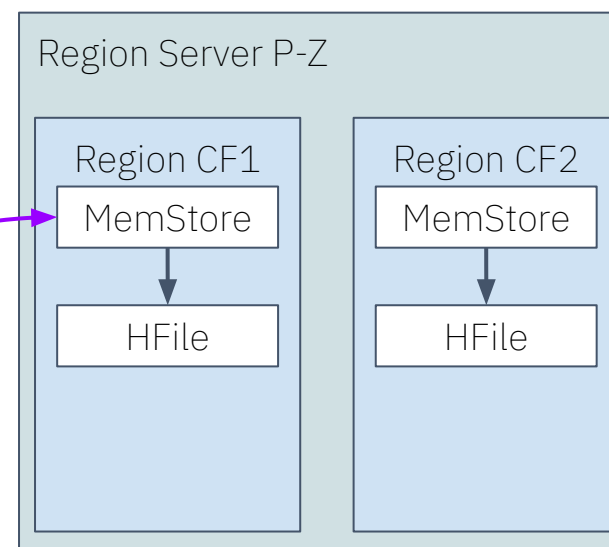 Region Server P-Z
Region CF1
MemStore
HFile
Region CF2
MemStore
HFile